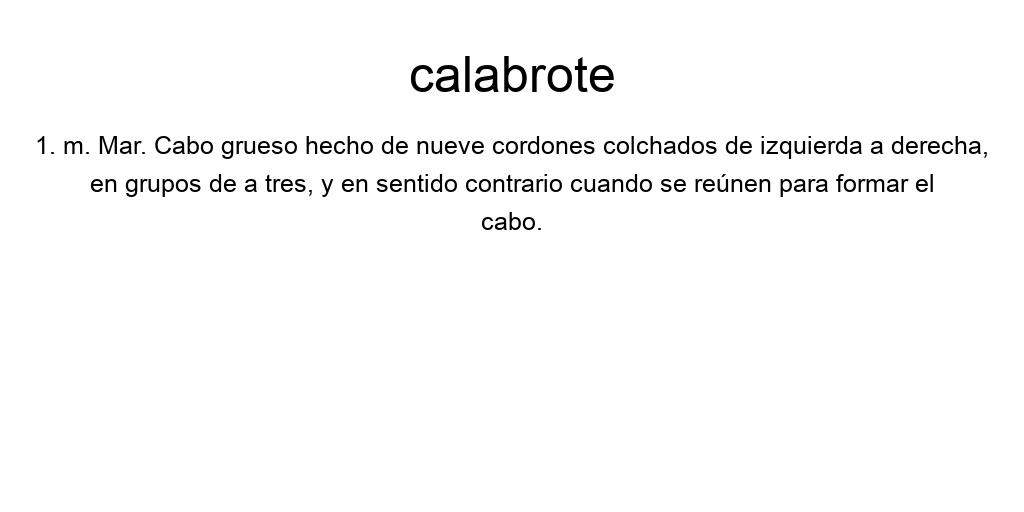 calabrote
1. m. Mar. Cabo grueso hecho de nueve cordones colchados de izquierda a derecha,
en grupos de a tres, y en sentido contrario cuando se reúnen para formar el
cabo.